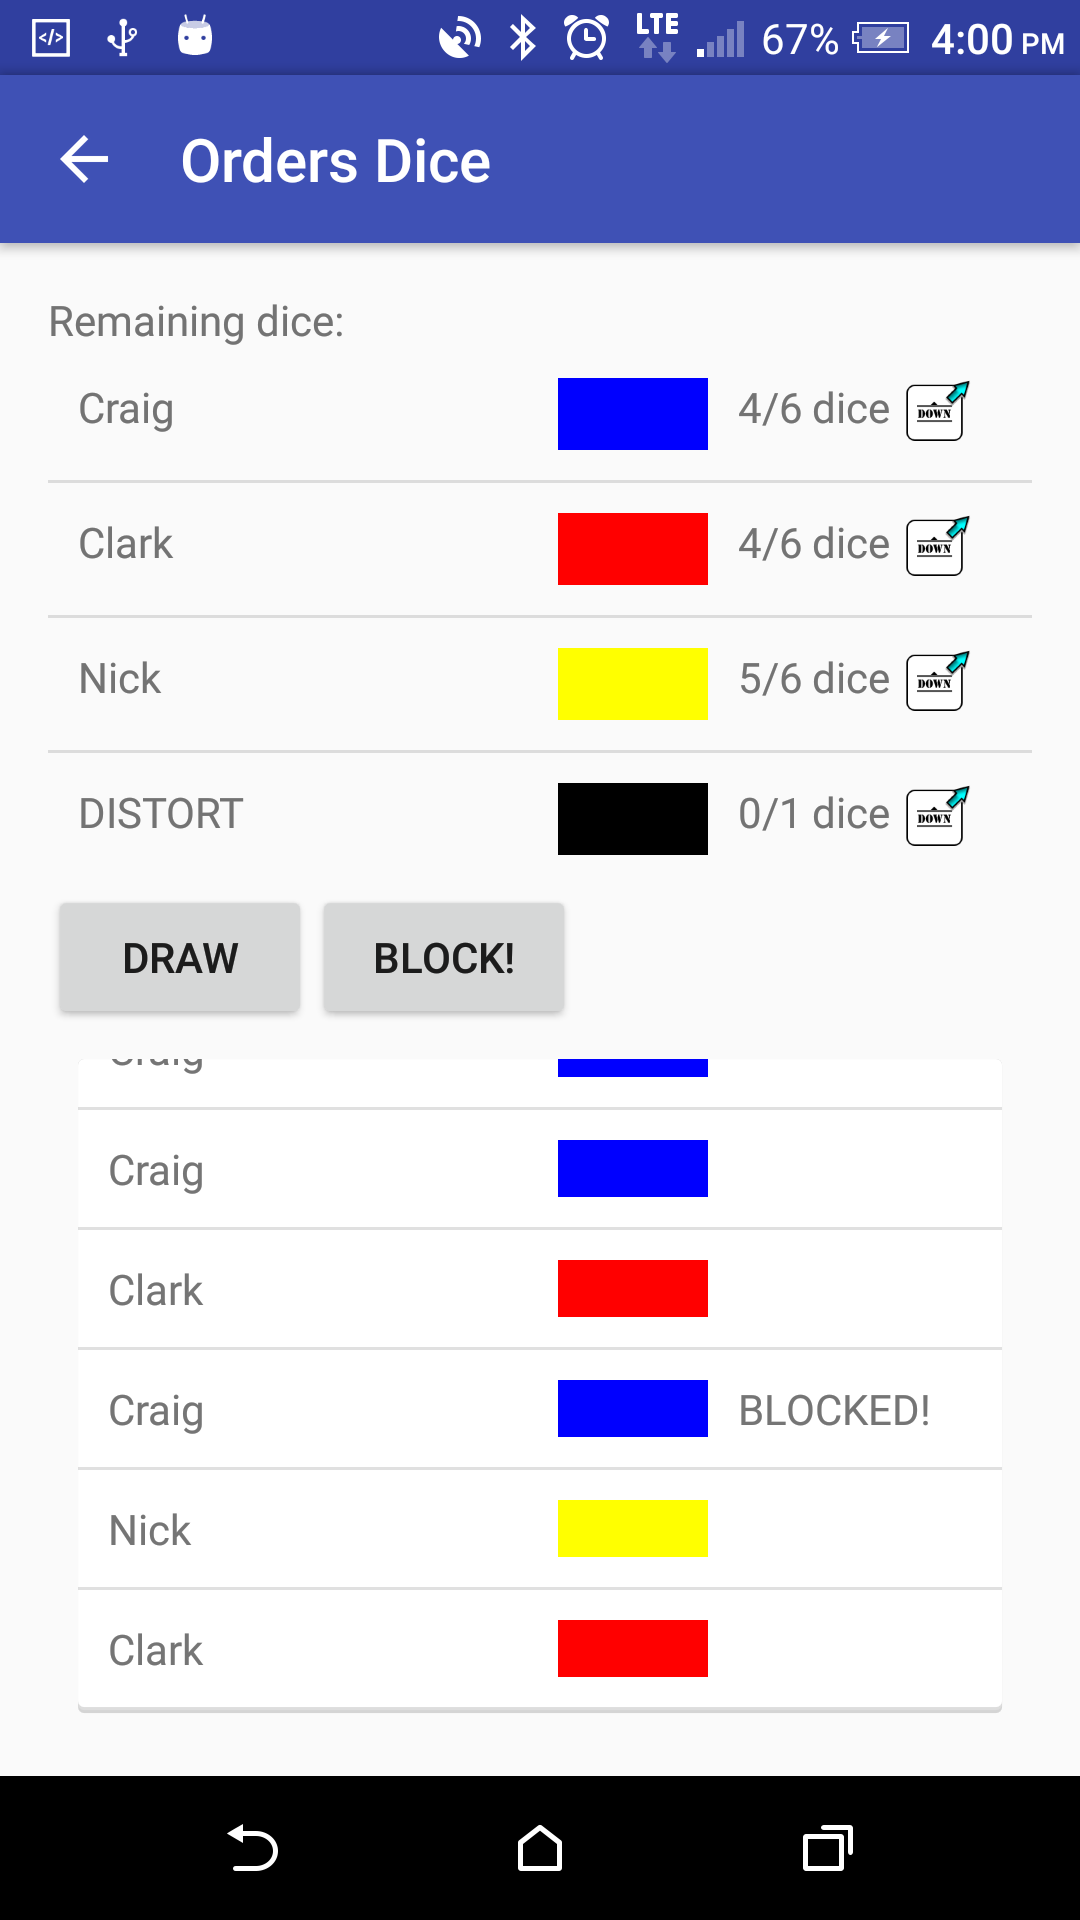 LTE 67% 4:00 PM
Orders Dice
Remaining dice:
Craig 4/6 dice DOWN
Clark 4/6 dice DOWN
Nick 5/6 dice DOWN
DISTORT 0/1 dice DOWN
DRAW BLOCK!
Craig
Craig
Clark
Craig BLOCKED!
Nick
Clark